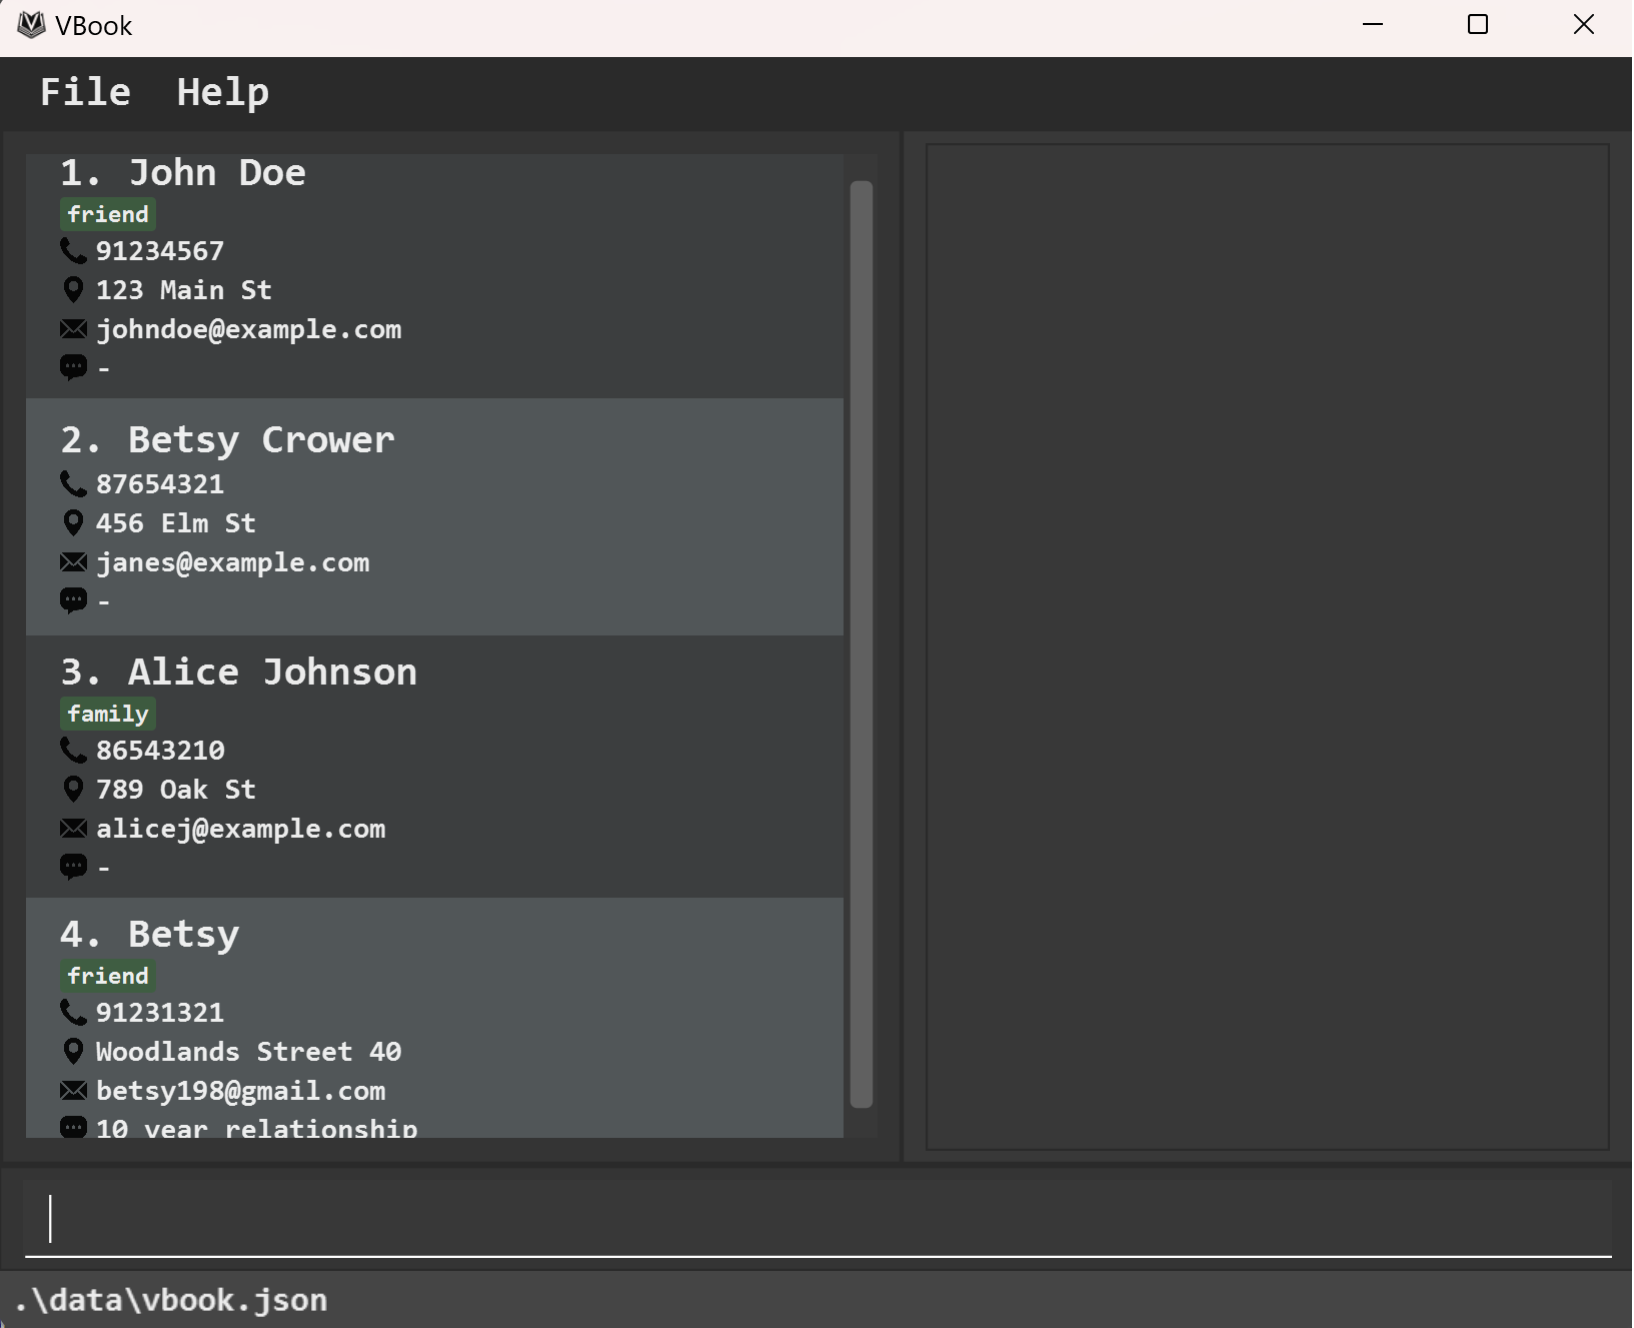 VBook
File Help
1. John Doe
friend
91234567
123 Main St
johndoe@example.com
-
2. Betsy Crower
87654321
456 Elm St
janes@example.com
-
3. Alice Johnson
family
86543210
789 Oak St
alicej@example.com
-
4. Betsy
friend
91231321
Woodlands Street 40
betsy198@gmail.com
10 year relationship
.\data\vbook.json